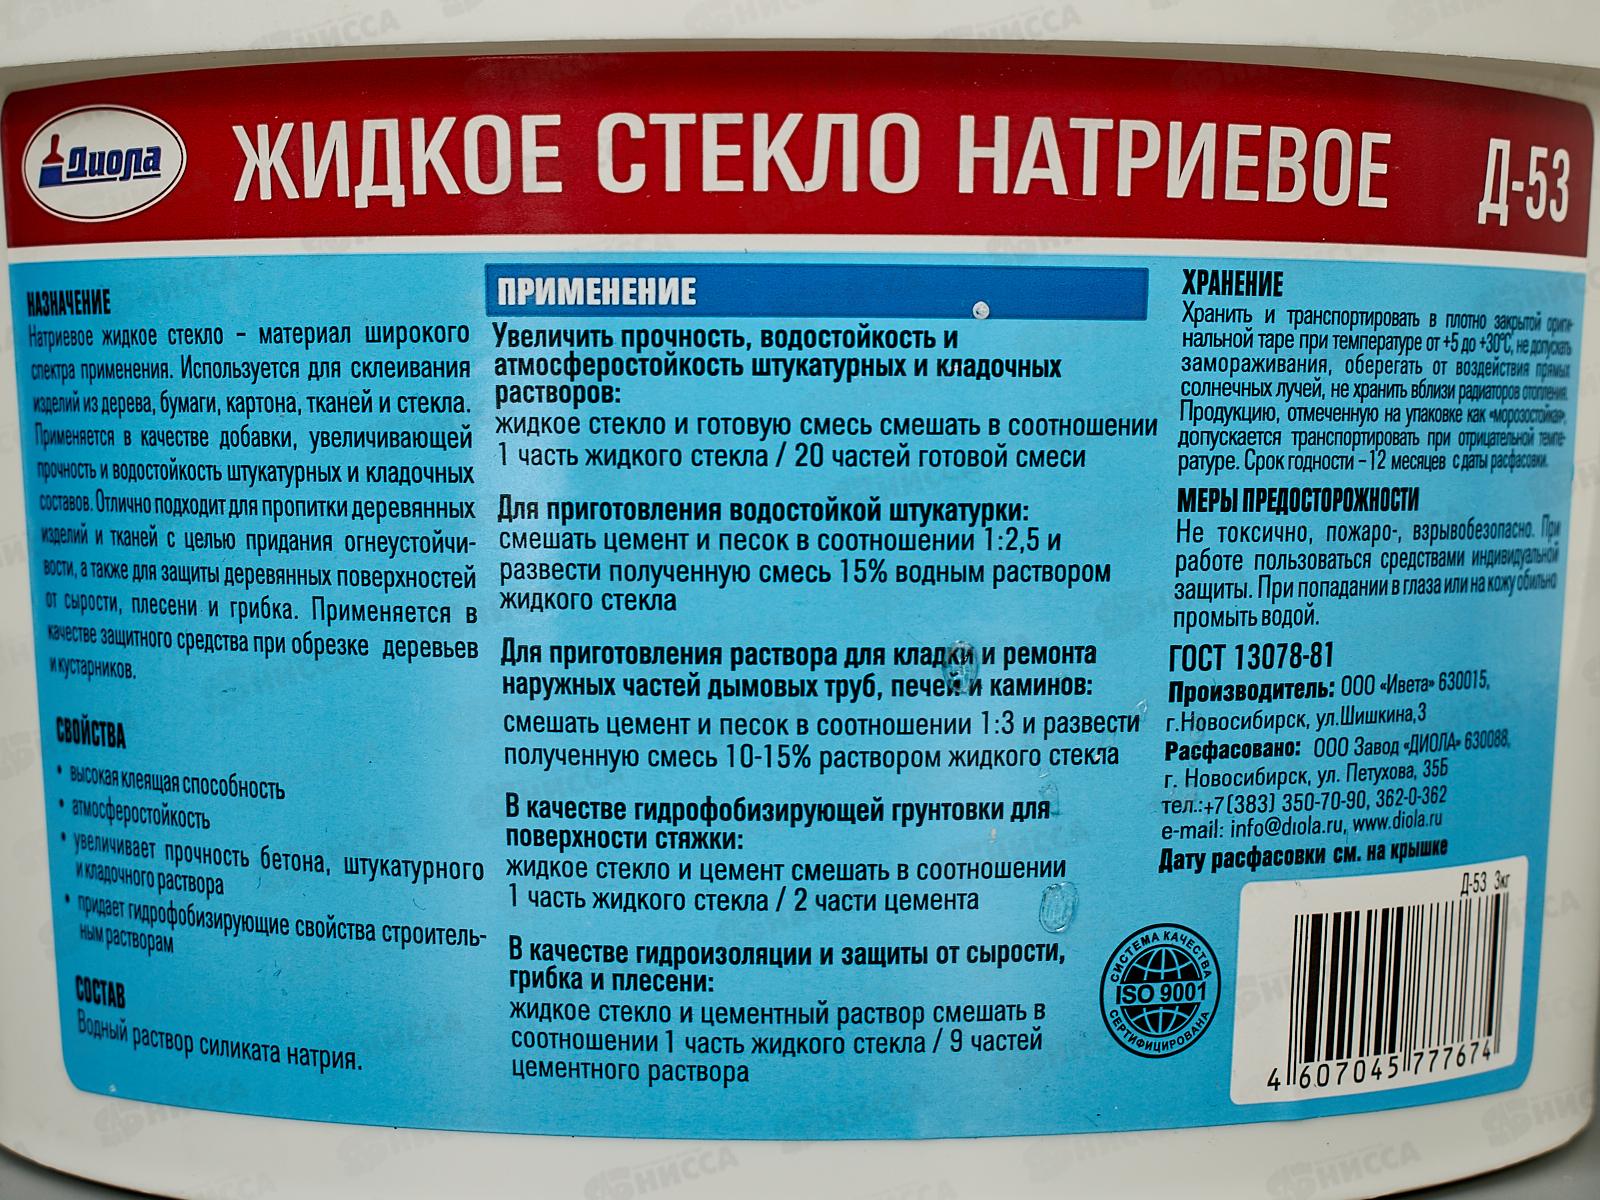 Диола
ЖИДКОЕ СТЕКЛО НАТРИЕВОЕ
Д-53
НАЗНАЧЕНИЕ
Натриевое жидкое стекло – материал широкого
спектра применения. Используется для склеивания
изделий из дерева, бумаги, картона, тканей и стекла.
Применяется в качестве добавки, увеличивающей
прочность и водостойкость штукатурных и кладочных
составов. Отлично подходит для пропитки деревянных
изделий и тканей с целью придания огнеустойчи-
вости, а также для защиты деревянных поверхностей
от сырости, плесени и грибка. Применяется в
качестве защитного средства при обрезке деревьев
и кустарников.
СВОЙСТВА
• высокая клеящая способность
• атмосферостойкость
• увеличивает прочность бетона, штукатурного
и кладочного раствора
• придает гидрофобизирующие свойства строитель-
ным растворам
СОСТАВ
Водный раствор силиката натрия.
ПРИМЕНЕНИЕ
Увеличить прочность, водостойкость и
атмосферостойкость штукатурных и кладочных
растворов:
жидкое стекло и готовую смесь смешать в соотношении
1 часть жидкого стекла / 20 частей готовой смеси
Для приготовления водостойкой штукатурки:
смешать цемент и песок в соотношении 1:2,5 и
развести полученную смесь 15% водным раствором
жидкого стекла
Для приготовления раствора для кладки и ремонта
наружных частей дымовых труб, печей и каминов:
смешать цемент и песок в соотношении 1:3 и развести
полученную смесь 10-15% раствором жидкого стекла
В качестве гидрофобизирующей грунтовки для
поверхности стяжки:
жидкое стекло и цемент смешать в соотношении
1 часть жидкого стекла / 2 части цемента
В качестве гидроизоляции и защиты от сырости,
грибка и плесени:
жидкое стекло и цементный раствор смешать в
соотношении 1 часть жидкого стекла / 9 частей
цементного раствора
ХРАНЕНИЕ
Хранить и транспортировать в плотно закрытой ориги-
нальной таре при температуре от +5 до +30°С, не допускать
замораживания, оберегать от воздействия прямых
солнечных лучей, не хранить вблизи радиаторов отопления.
Продукцию, отмеченную на упаковке как «морозостойкая»,
допускается транспортировать при отрицательной темпе-
ратуре. Срок годности – 12 месяцев с даты расфасовки.
МЕРЫ ПРЕДОСТОРОЖНОСТИ
Не токсично, пожаро-, взрывобезопасно. При
работе пользоваться средствами индивидуальной
защиты. При попадании в глаза или на кожу обильно
промыть водой.
ГОСТ 13078-81
Производитель: ООО «Ивета» 630015,
г.Новосибирск, ул.Шишкина,3
Расфасовано: ООО Завод «ДИОЛА» 630088,
г. Новосибирск, ул. Петухова, 35Б
тел.:+7(383) 350-70-90, 362-0-362
e-mail: info@diola.ru, www.diola.ru
Дату расфасовки см. на крышке
СИСТЕМА КАЧЕСТВА
ISO 9001
СЕРТИФИЦИРОВАНА
Д-53 3кг
4 607045 777674